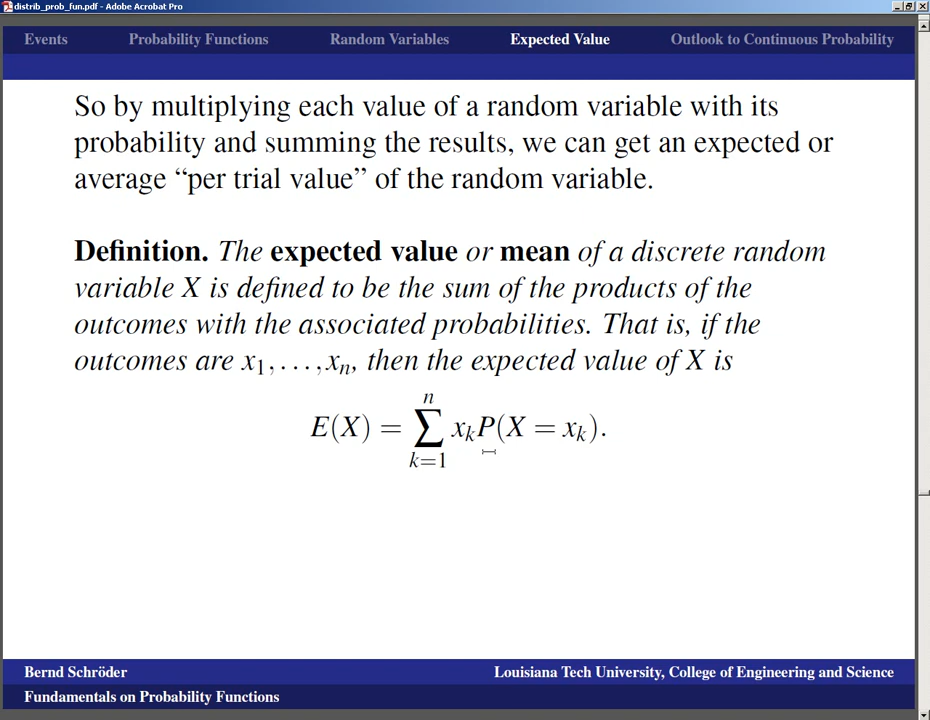 distrib_prob_fun.pdf - Adobe Acrobat Pro
Events Probability Functions Random Variables Expected Value Outlook to Continuous Probability
So by multiplying each value of a random variable with its
probability and summing the results, we can get an expected or
average “per trial value” of the random variable.
Definition. The expected value or mean of a discrete random
variable X is defined to be the sum of the products of the
outcomes with the associated probabilities. That is, if the
outcomes are x₁,...,xₙ, then the expected value of X is
E(X) = ∑ₖ₌₁ⁿ xₖP(X = xₖ).
Bernd Schröder Louisiana Tech University, College of Engineering and Science
Fundamentals on Probability Functions